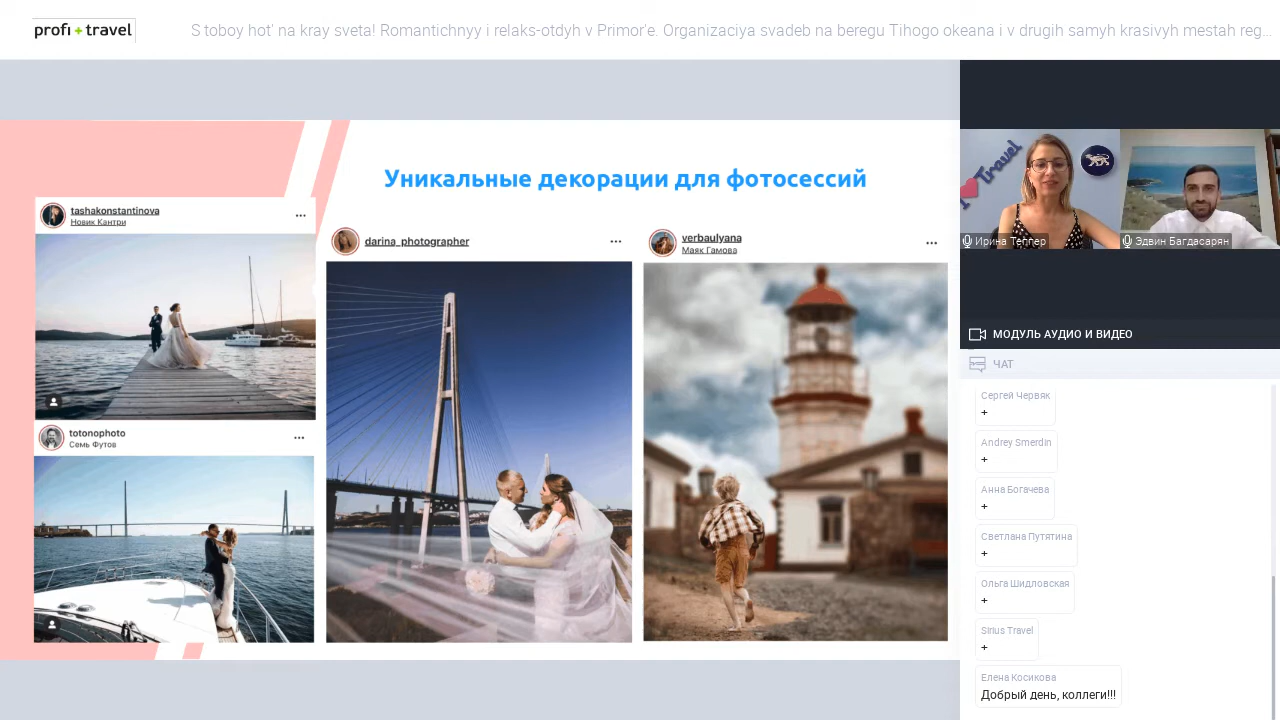 profi + travel
S toboy hot' na kray sveta! Romantichnyy i relaks-otdyh v Primor'e. Organizaciya svadeb na beregu Tihogo okeana i v drugih samyh krasivyh mestah reg...
Уникальные декорации для фотосессий
tashakonstantinova
Новик Кантри
totonophoto
Семь Футов
darina_photographer
verbaulyana
Маяк Гамова
Travel
Ирина Теплер
Эдвин Багдасарян
МОДУЛЬ АУДИО И ВИДЕО
ЧАТ
Сергей Червяк
+
Andrey Smerdin
+
Анна Богачева
+
Светлана Путятина
+
Ольга Шидловская
+
Sirius Travel
+
Елена Косикова
Добрый день, коллеги!!!